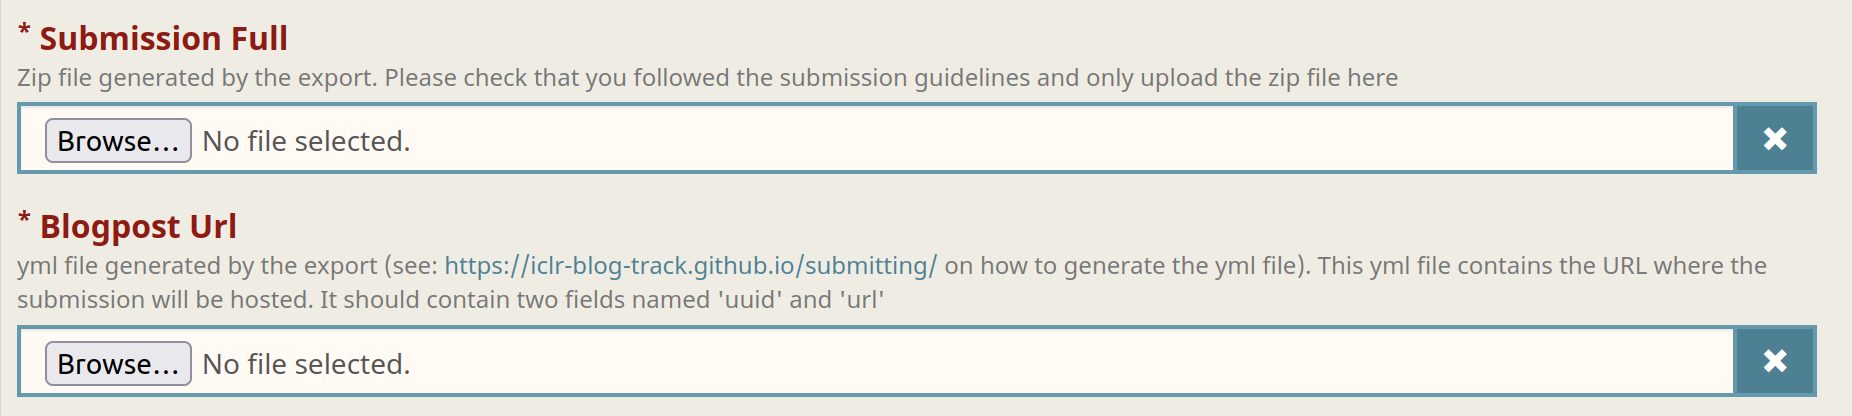 * Submission Full
Zip file generated by the export. Please check that you followed the submission guidelines and only upload the zip file here
Browse... No file selected. ✖
* Blogpost Url
yml file generated by the export (see: https://iclr-blog-track.github.io/submitting/ on how to generate the yml file). This yml file contains the URL where the
submission will be hosted. It should contain two fields named 'uuid' and 'url'
Browse... No file selected. ✖